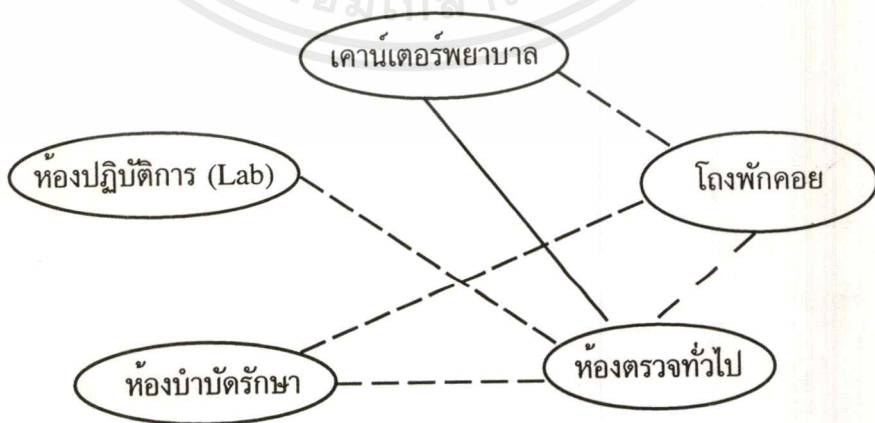 เคาน์เตอร์พยาบาล
ห้องปฏิบัติการ (Lab)
โถงพักคอย
ห้องบำบัดรักษา
ห้องตรวจทั่วไป